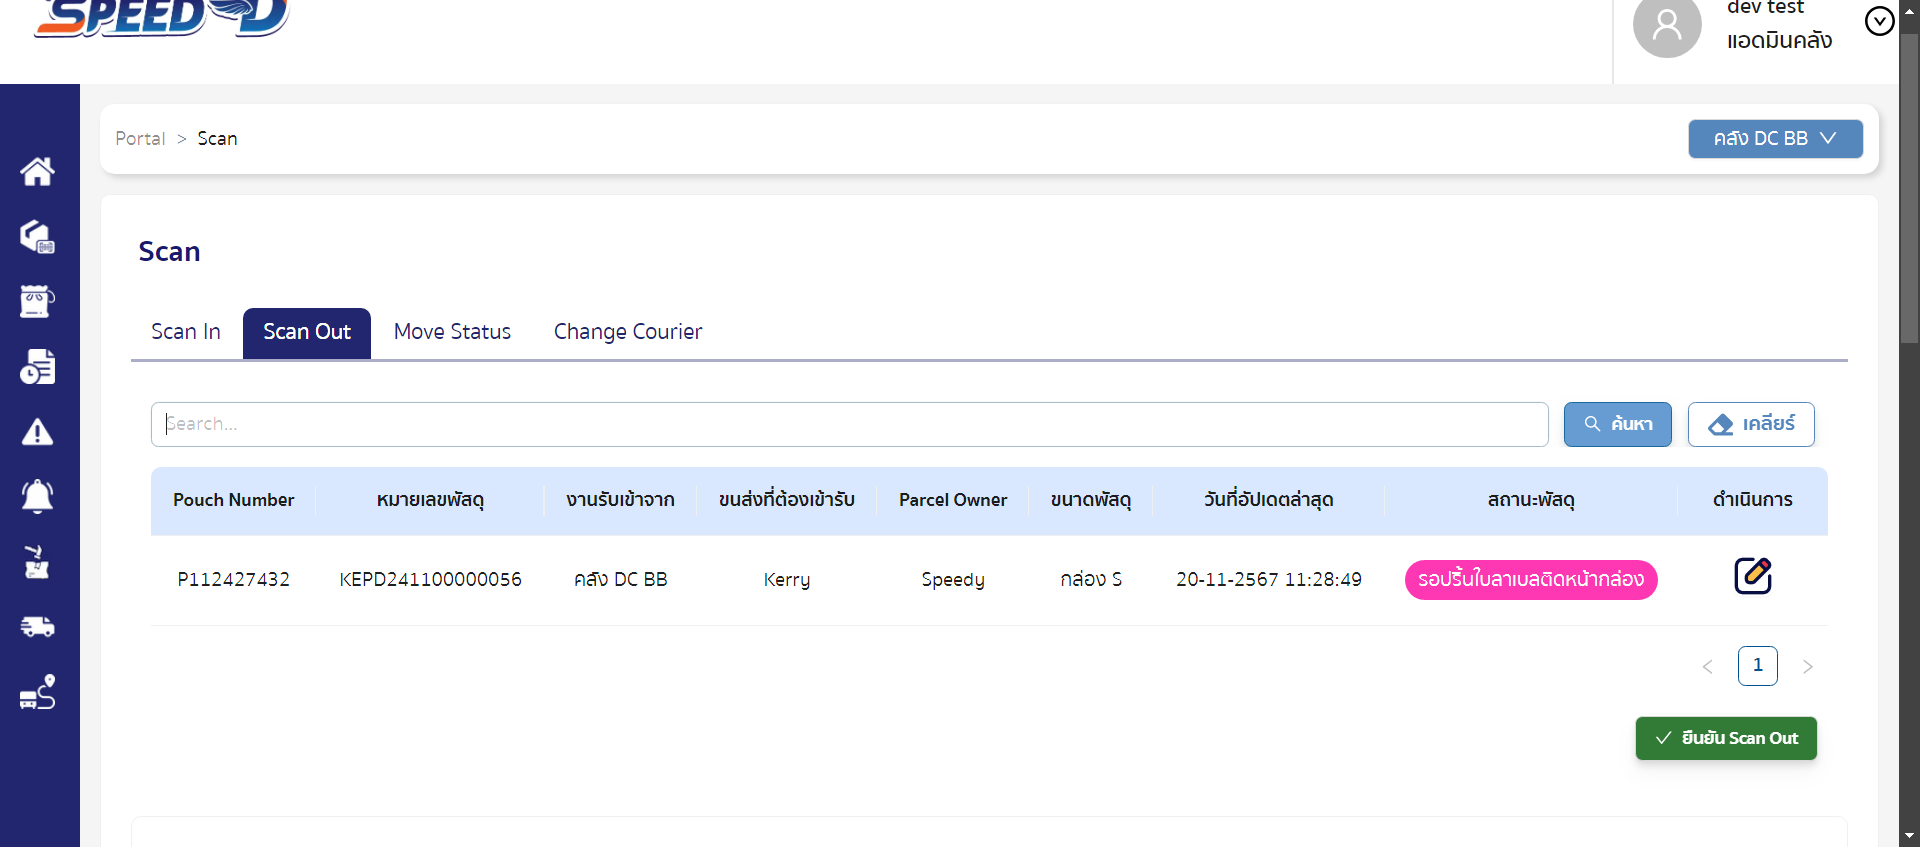 SPEED D
dev test
แอดมินคลัง
Portal > Scan
คลัง DC BB
Scan
Scan In
Scan Out
Move Status
Change Courier
Search...
ค้นหา
เคลียร์
Pouch Number
หมายเลขพัสดุ
งานรับเข้าจาก
ขนส่งที่ต้องเข้ารับ
Parcel Owner
ขนาดพัสดุ
วันที่อัปเดตล่าสุด
สถานะพัสดุ
ดำเนินการ
P112427432
KEPD241100000056
คลัง DC BB
Kerry
Speedy
กล่อง S
20-11-2567 11:28:49
รอปริ้นใบลาเบลติดหน้ากล่อง
< 1 >
ยืนยัน Scan Out